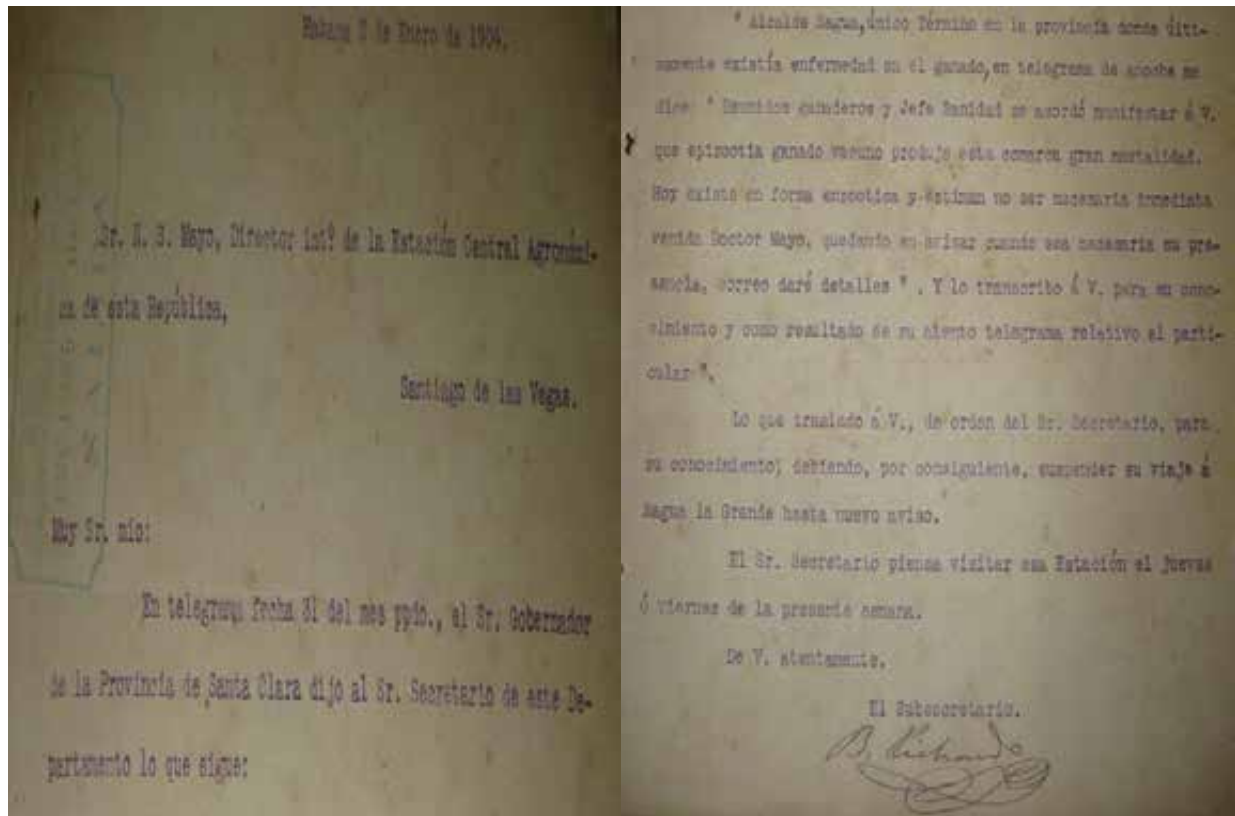 Habana 2 de Enero de 1904.
Sr. N. S. Mayo, Director intº de la Estación Central Agronómi-
ca de ésta República,
Santiago de las Vegas.
Muy Sr. mío:
En telegrama fecha 31 del mes ppdo., el Sr. Gobernador
de la Provincia de Santa Clara dijo al Sr. Secretario de este De-
partamento lo que sigue:
" Alcalde Sagua, único Término en la provincia donde últi-
mamente existía enfermedad en el ganado, en telegrama de anoche me
dice: " Reunidos ganaderos y Jefe Sanidad se acordó manifestar á V.
que epizootia ganado vacuno produjo esta comarca gran mortalidad.
Hoy existe en forma enzootica y estiman no ser necesaria inmediata
venida Doctor Mayo, quedando en avisar cuando sea necesaria su pre-
sencia, correo daré detalles " . Y lo transcribo á V. para su cono-
cimiento y como resultado de su atento telegrama relativo al parti-
cular ".
Lo que traslado á V., de orden del Sr. Secretario, para
su conocimiento; debiendo, por consiguiente, suspender su viaje á
Sagua la Grande hasta nuevo aviso.
El Sr. Secretario piensa visitar esa Estación el jueves
ó viernes de la presente semana.
De V. atentamente,
El Subsecretario.
B. Pichardo